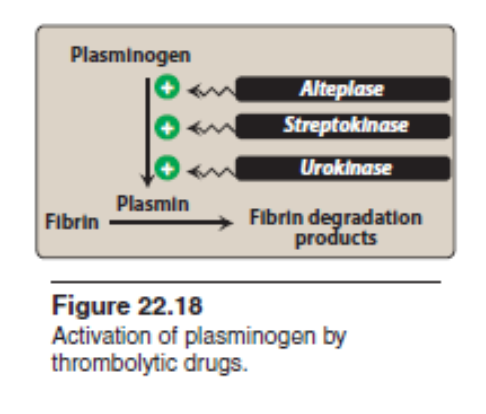 Plasminogen
+
Alteplase
+
Streptokinase
+
Urokinase
Plasmin
Fibrin
Fibrin degradation
products
Figure 22.18
Activation of plasminogen by
thrombolytic drugs.